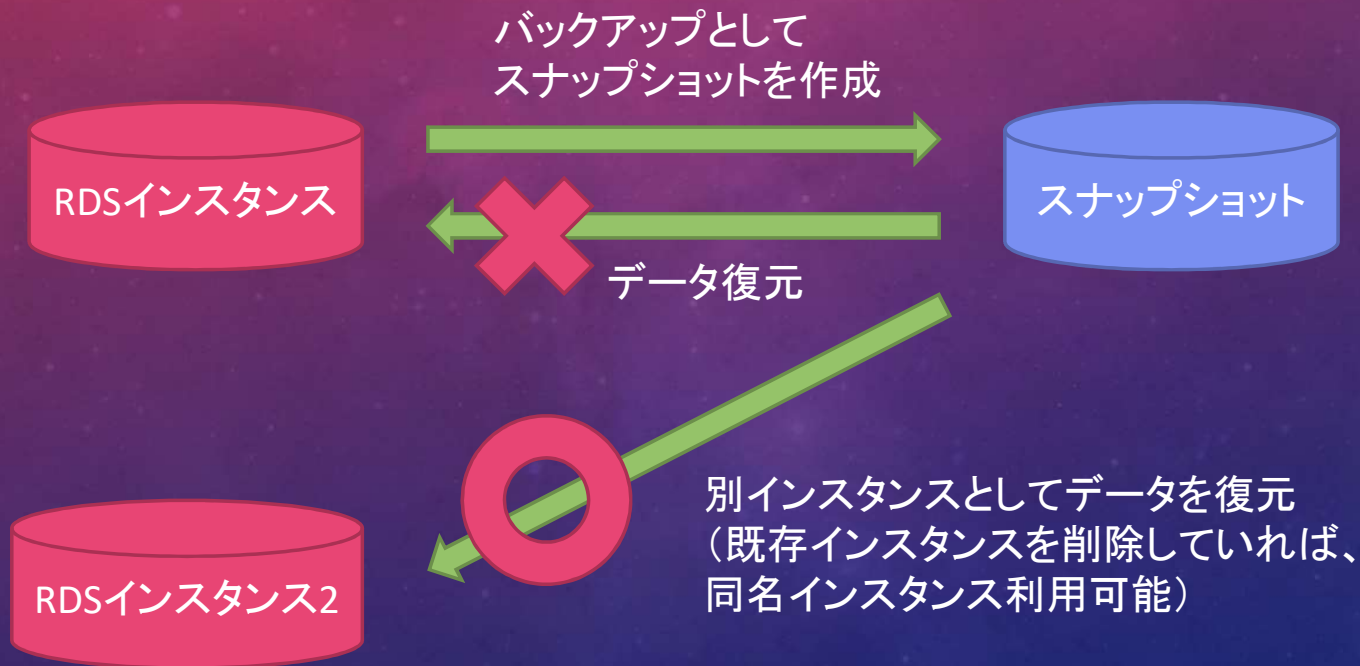 バックアップとして
スナップショットを作成
RDSインスタンス
スナップショット
データ復元
別インスタンスとしてデータを復元
（既存インスタンスを削除していれば、
同名インスタンス利用可能）
RDSインスタンス2